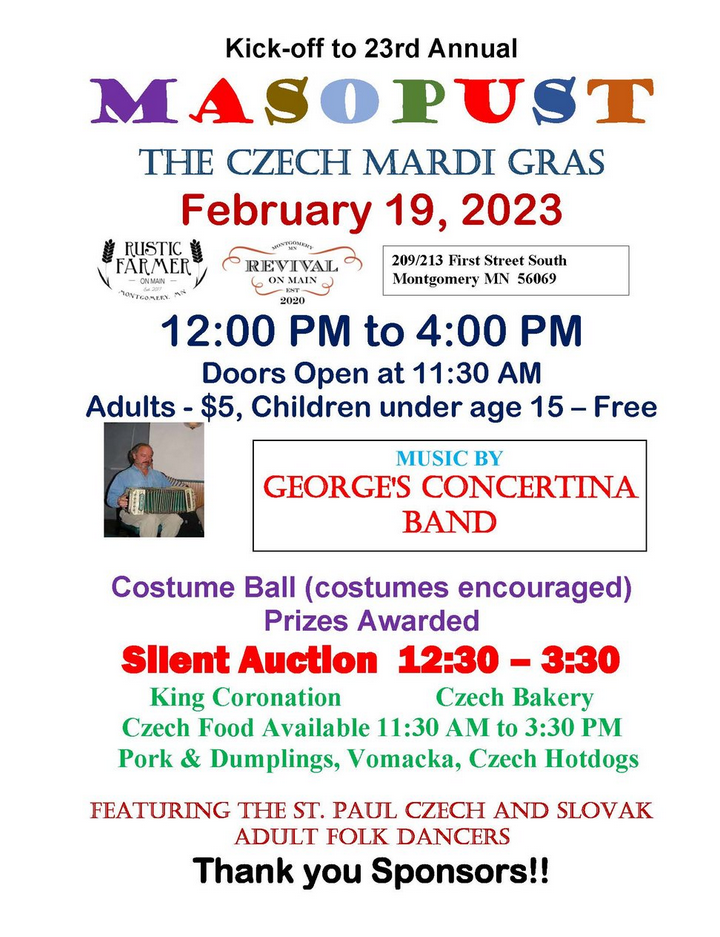 Kick-off to 23rd Annual
MASOPUST
THE CZECH MARDI GRAS
February 19, 2023
RUSTIC
FARMER
ON MAIN
Est. 2017
MONTGOMERY, MN
MONTGOMERY
MN
REVIVAL
ON MAIN
EST
2020
209/213 First Street South
Montgomery MN 56069
12:00 PM to 4:00 PM
Doors Open at 11:30 AM
Adults - $5, Children under age 15 – Free
MUSIC BY
GEORGE'S CONCERTINA
BAND
Costume Ball (costumes encouraged)
Prizes Awarded
Silent Auction 12:30 – 3:30
King Coronation Czech Bakery
Czech Food Available 11:30 AM to 3:30 PM
Pork & Dumplings, Vomacka, Czech Hotdogs
FEATURING THE ST. PAUL CZECH AND SLOVAK
ADULT FOLK DANCERS
Thank you Sponsors!!